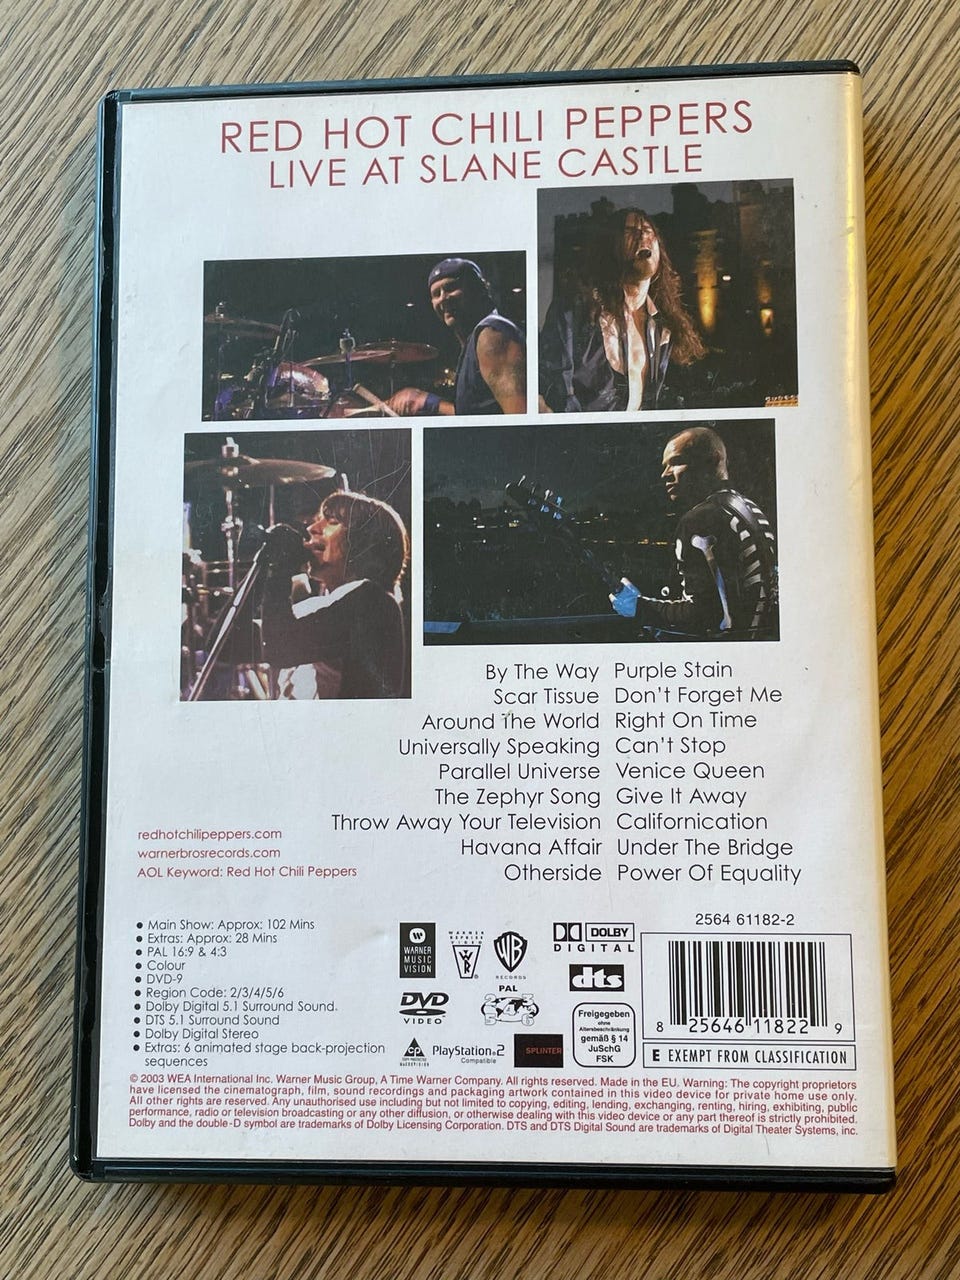 RED HOT CHILI PEPPERS
LIVE AT SLANE CASTLE
By The Way Purple Stain
Scar Tissue Don't Forget Me
Around The World Right On Time
Universally Speaking Can't Stop
Parallel Universe Venice Queen
The Zephyr Song Give It Away
Throw Away Your Television Californication
Havana Affair Under The Bridge
Otherside Power Of Equality
redhotchilipeppers.com
warnerbrosrecords.com
AOL Keyword: Red Hot Chili Peppers
• Main Show: Approx: 102 Mins
• Extras: Approx: 28 Mins
• PAL 16:9 & 4:3
• Colour
• DVD-9
• Region Code: 2/3/4/5/6
• Dolby Digital 5.1 Surround Sound.
• DTS 5.1 Surround Sound
• Dolby Digital Stereo
• Extras: 6 animated stage back-projection
sequences
WARNER
MUSIC
VISION
WARNER
REPRISE
VIDEO
WB
RECORDS
DOLBY
DIGITAL
dts
DVD
VIDEO
PAL
PlayStation 2
Compatible
SPLINTER
Freigegeben
ohne
Altersbeschränkung
gemäß § 14
JuSchG
FSK
2564 61182-2
8 25646 11822 9
E EXEMPT FROM CLASSIFICATION
© 2003 WEA International Inc. Warner Music Group, A Time Warner Company. All rights reserved. Made in the EU. Warning: The copyright proprietors
have licensed the cinematograph, film, sound recordings and packaging artwork contained in this video device for private home use only.
All other rights are reserved. Any unauthorised use including but not limited to copying, editing, lending, exchanging, renting, hiring, exhibiting, public
performance, radio or television broadcasting or any other diffusion, or otherwise dealing with this video device or any part thereof is strictly prohibited.
Dolby and the double-D symbol are trademarks of Dolby Licensing Corporation. DTS and DTS Digital Sound are trademarks of Digital Theater Systems, inc.